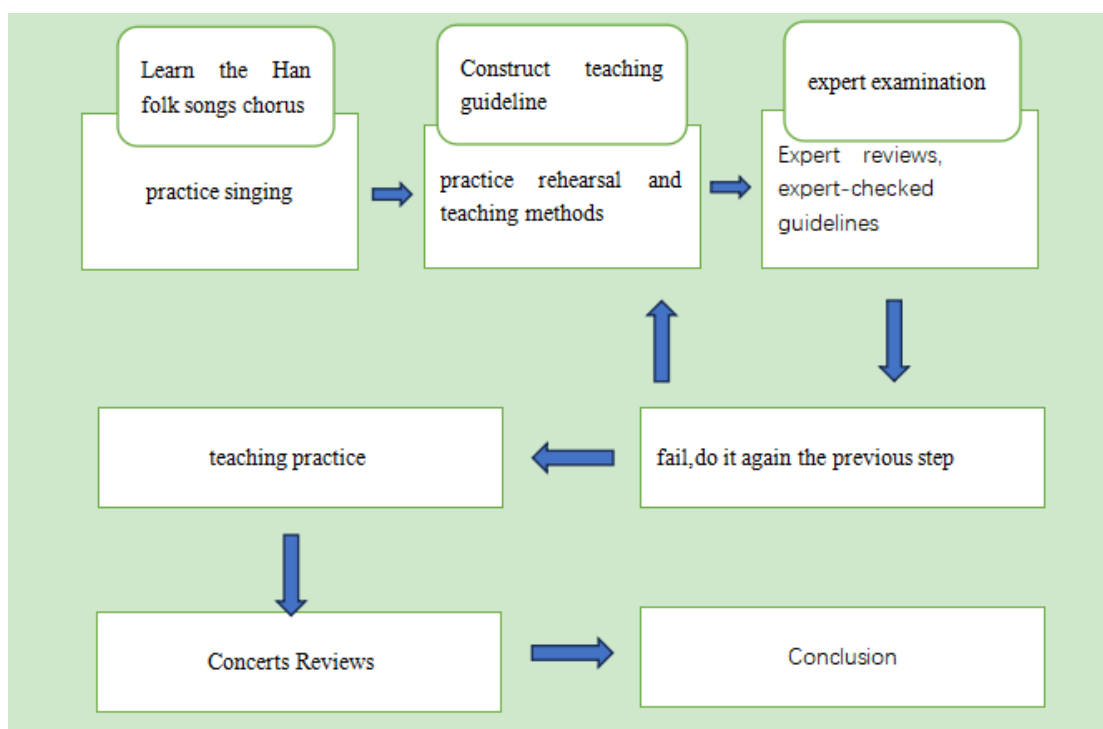 Learn the Han
folk songs chorus
practice singing
Construct teaching
guideline
practice rehearsal and
teaching methods
expert examination
Expert reviews,
expert-checked
guidelines
teaching practice
fail,do it again the previous step
Concerts Reviews
Conclusion